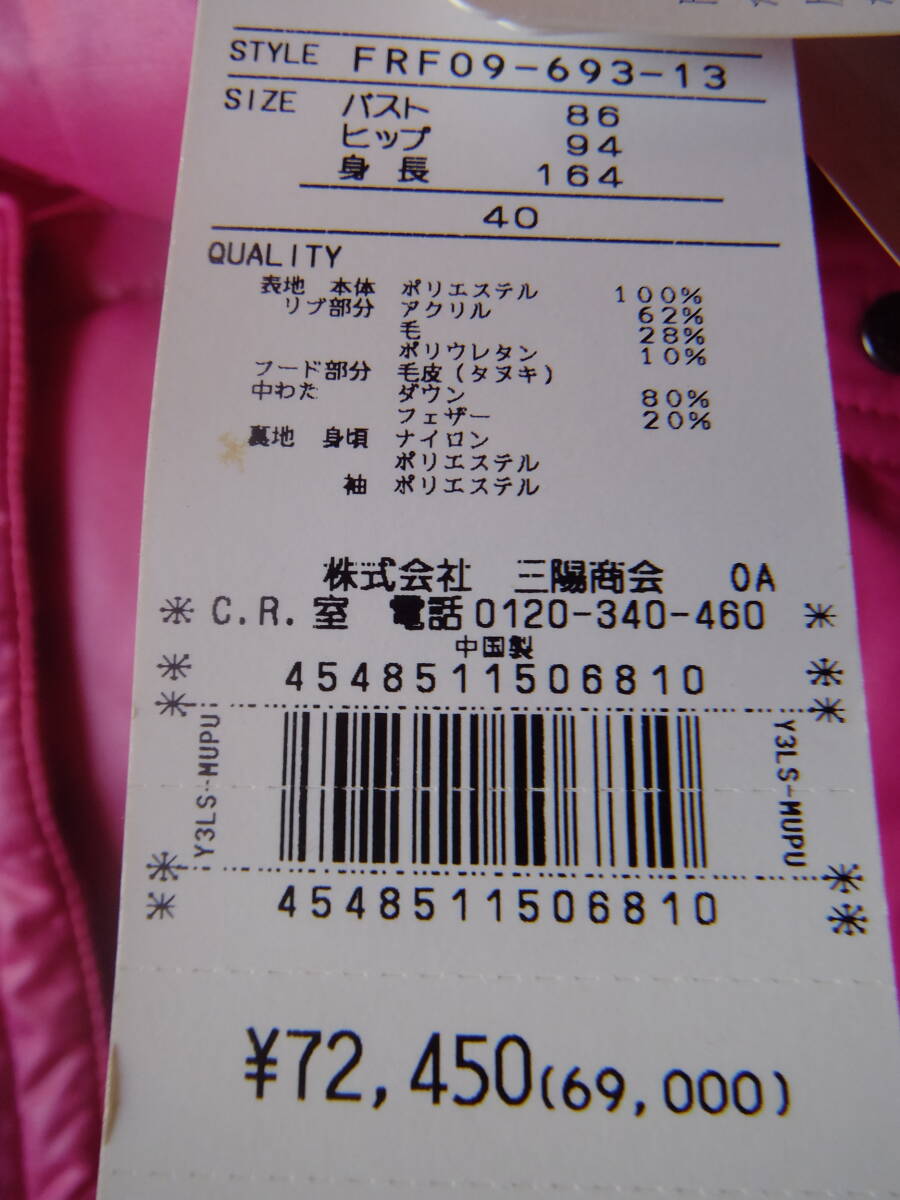 STYLE FRF09-693-13
SIZE バスト 86
ヒップ 94
身長 164
40
QUALITY
表地 本体 ポリエステル 100%
リブ部分 アクリル 62%
毛 28%
ポリウレタン 10%
フード部分 毛皮(タヌキ)
中わた ダウン 80%
フェザー 20%
裏地 身頃 ナイロン
ポリエステル
袖 ポリエステル
株式会社 三陽商会 0A
C.R.室 電話0120-340-460
中国製
4548511506810
Y3LS-MUPU
Y3LS-MUPU
4548511506810
¥72,450(69,000)